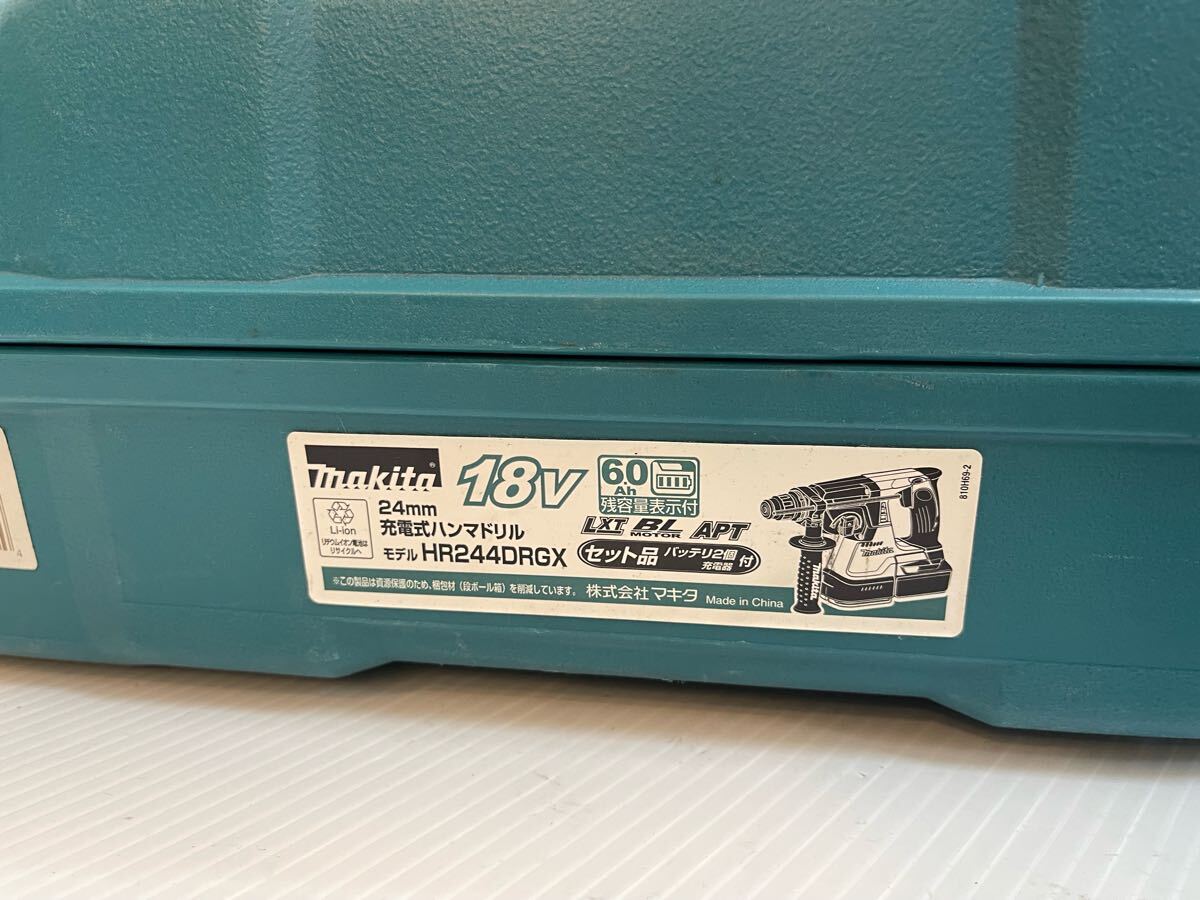 makita®
18V
6.0
Ah
残容量表示付
Li-ion
リチウムイオン電池は
リサイクルへ
24mm
充電式ハンマドリル
モデル HR244DRGX
LXT BL MOTOR APT
セット品 バッテリ2個 充電器 付
※この製品は資源保護のため、梱包材（段ボール箱）を削減しています。 株式会社マキタ Made in China
810H69-2
makita
makita
4